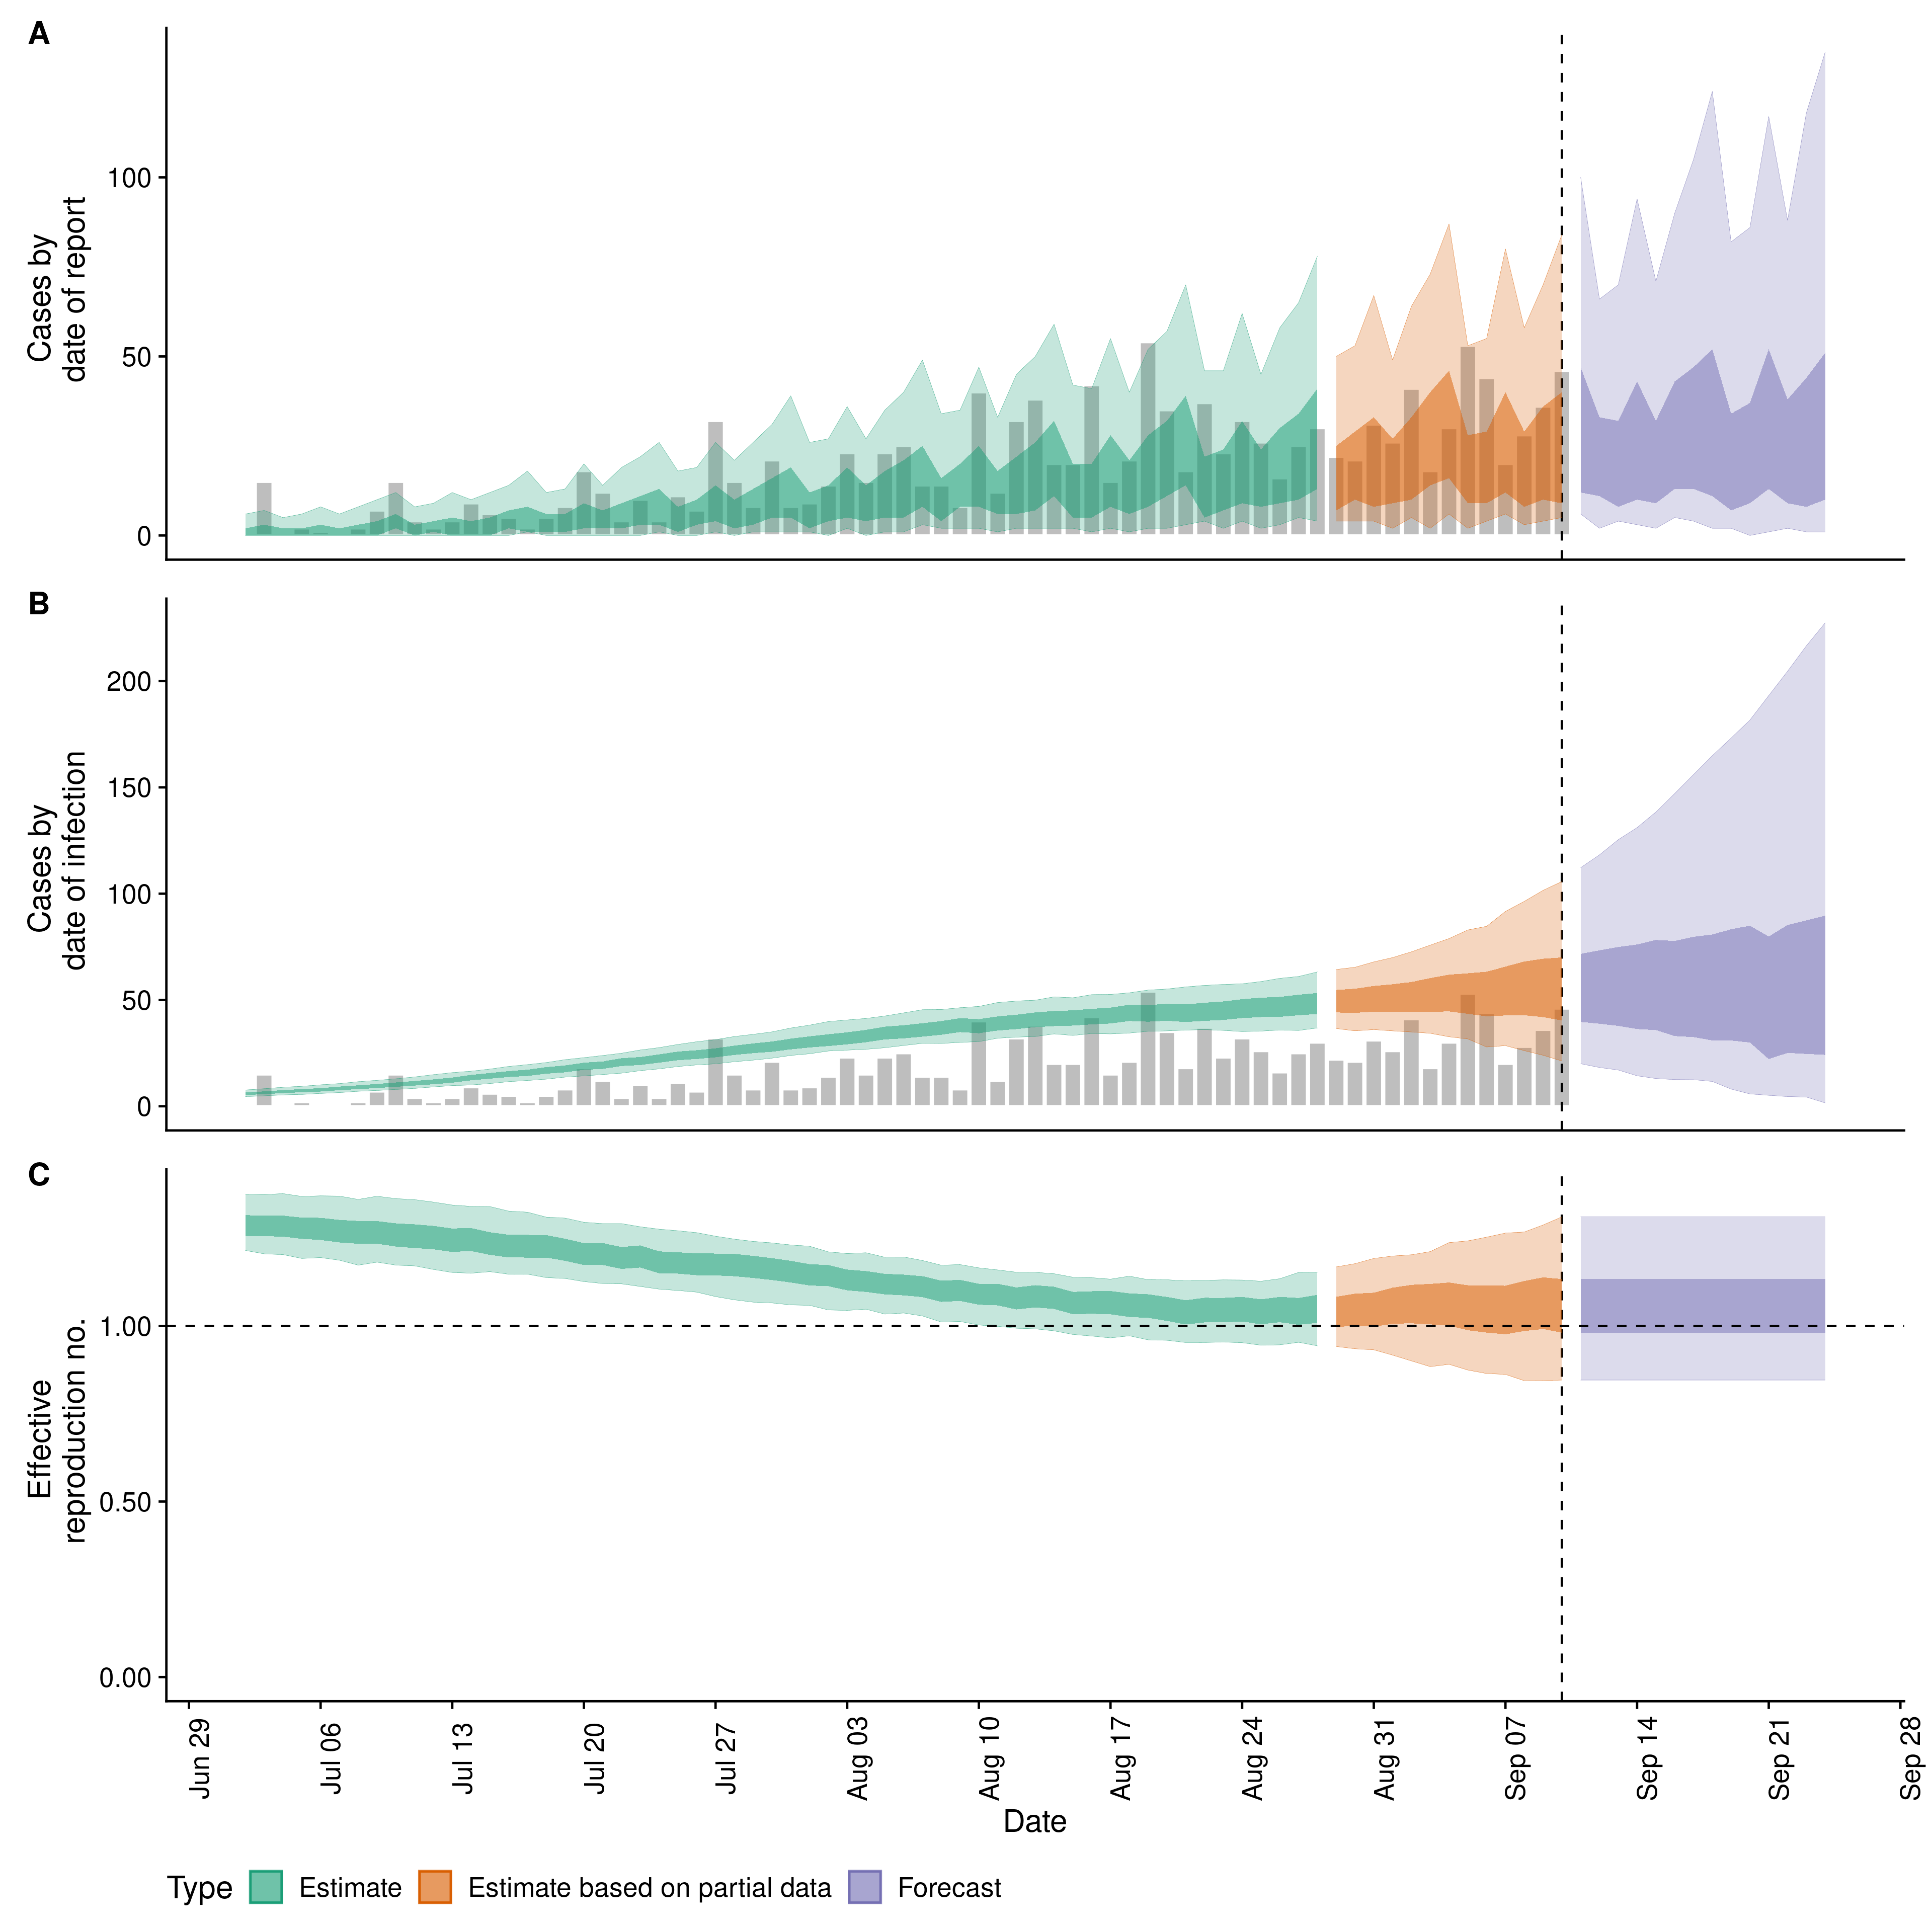 A
Cases by
date of report
100
50
0
B
Cases by
date of infection
200
150
100
50
0
C
Effective
reproduction no.
1.00
0.50
0.00
Jun 29
Jul 06
Jul 13
Jul 20
Jul 27
Aug 03
Aug 10
Aug 17
Aug 24
Aug 31
Sep 07
Sep 14
Sep 21
Sep 28
Date
Type Estimate Estimate based on partial data Forecast